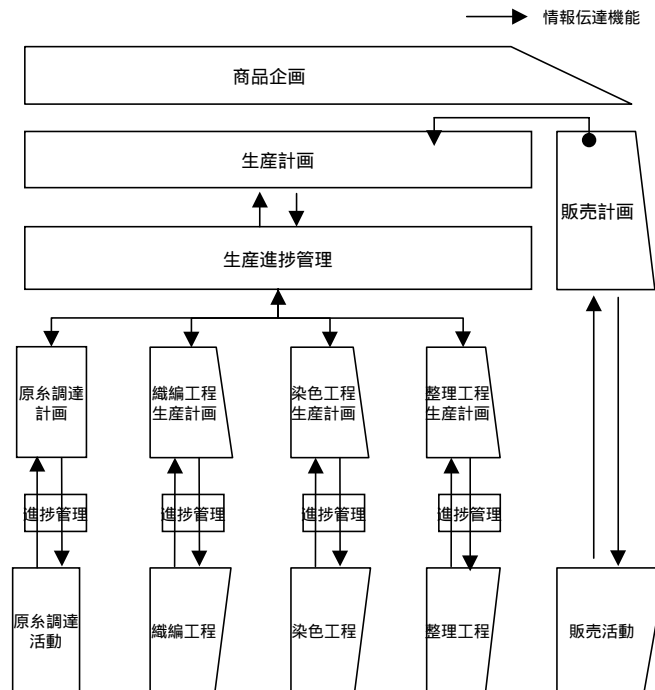 情報伝達機能
商品企画
生産計画
販売計画
生産進捗管理
原糸調達
計画
織編工程
生産計画
染色工程
生産計画
整理工程
生産計画
進捗管理
進捗管理
進捗管理
進捗管理
原糸調達
活動
織編工程
染色工程
整理工程
販売活動